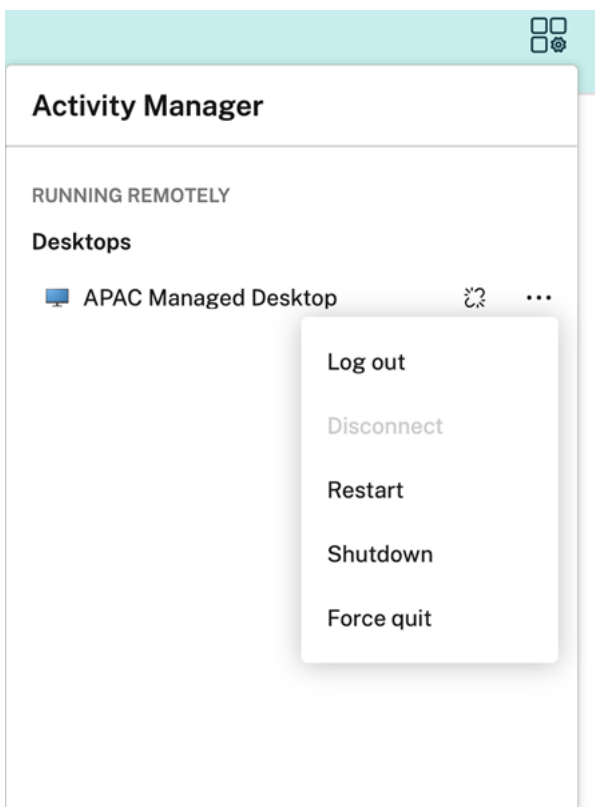 Activity Manager
RUNNING REMOTELY
Desktops
APAC Managed Desktop
Log out
Disconnect
Restart
Shutdown
Force quit